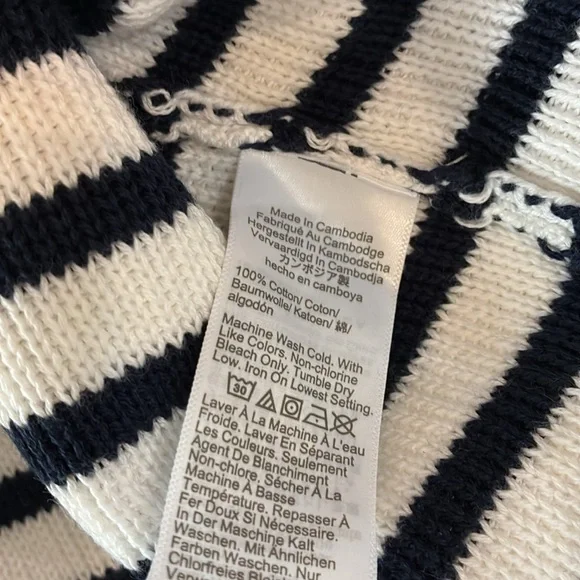 Made In Cambodia
Fabriqué Au Cambodge
Hergestellt In Kambodscha
Vervaardigd In Cambodja
カンボジア製
hecho en camboya
100% Cotton/ Coton/
Baumwolle/ Katoen/ 綿/
algodón
Machine Wash Cold. With
Like Colors. Non-chlorine
Bleach Only. Tumble Dry
Low. Iron On Lowest Setting.
30
Laver À La Machine À L'eau
Froide. Laver En Séparant
Les Couleurs. Seulement
Agent De Blanchiment
Non-chlore. Sécher À La
Machine À Basse
Température. Repasser À
Fer Doux Si Nécessaire.
In Der Maschine Kalt
Waschen. Mit Ähnlichen
Farben Waschen. Nur
Chlorfreies